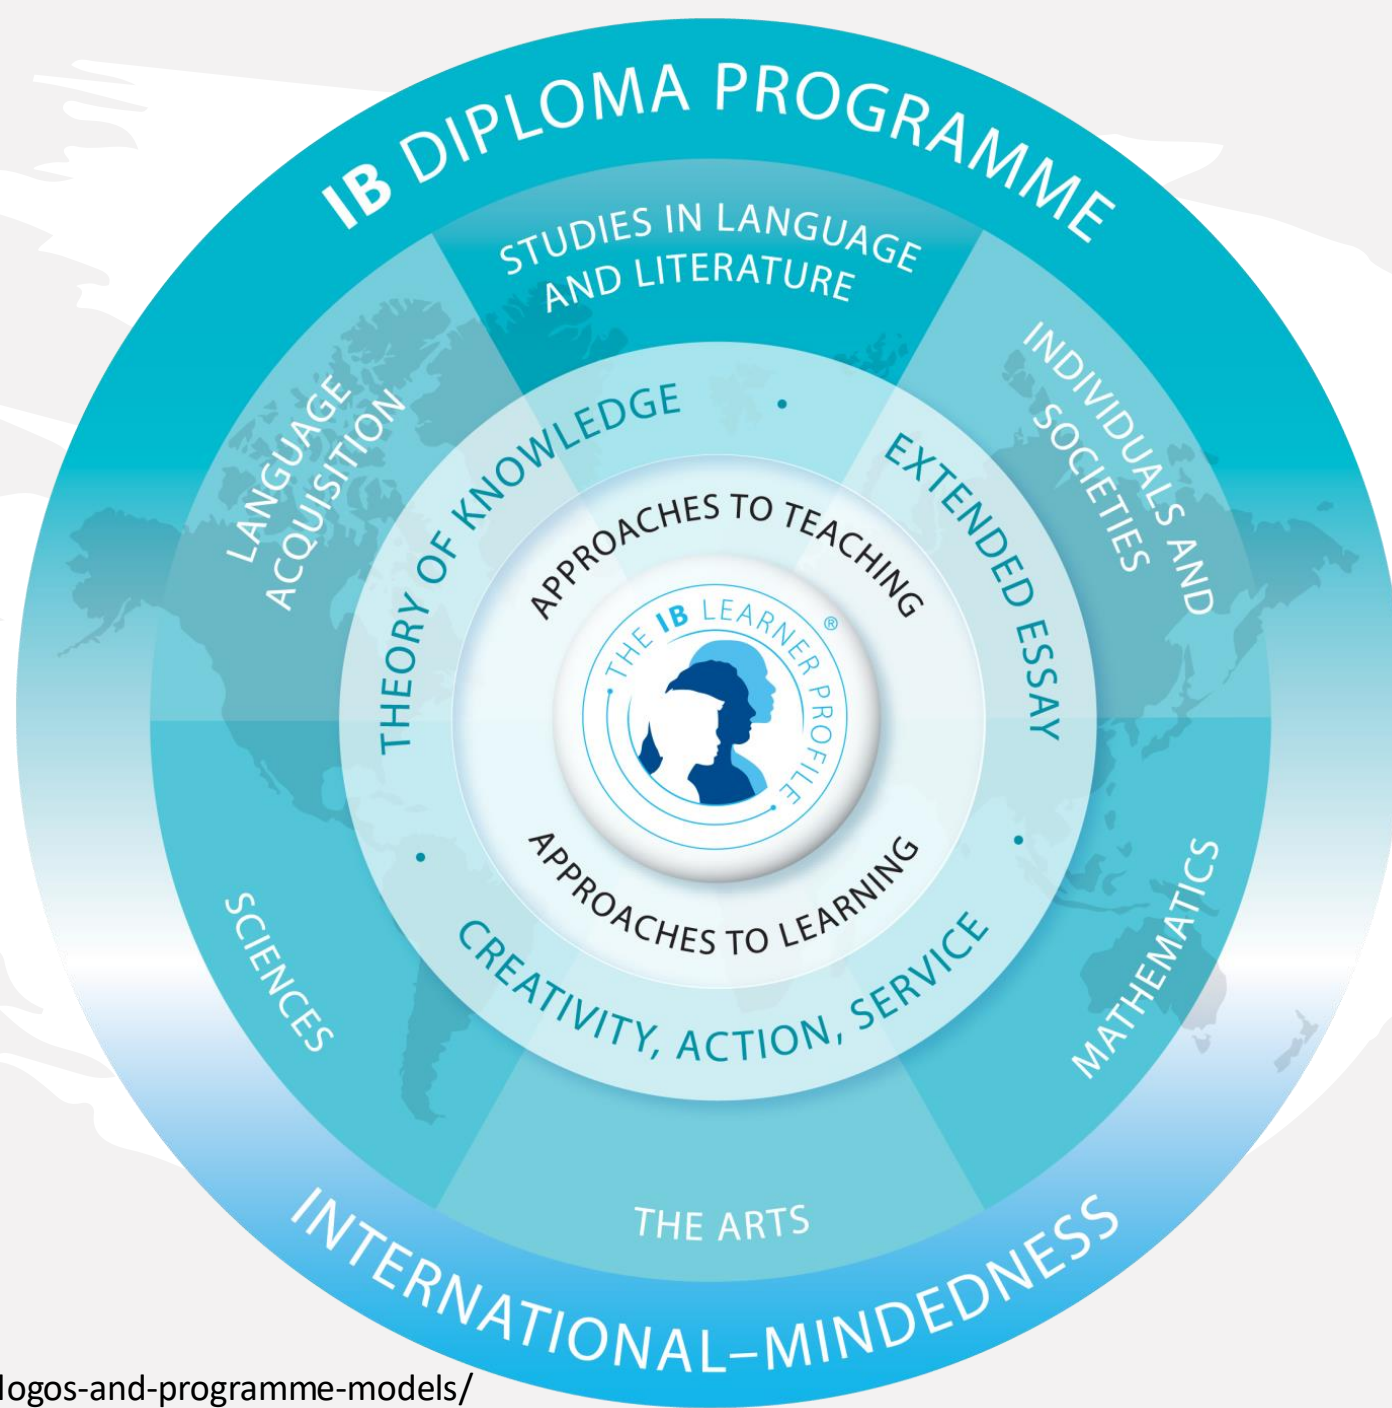 IB DIPLOMA PROGRAMME
STUDIES IN LANGUAGE
AND LITERATURE
LANGUAGE
ACQUISITION
INDIVIDUALS AND
SOCIETIES
THEORY OF KNOWLEDGE
•
EXTENDED ESSAY
APPROACHES TO TEACHING
THE IB LEARNER PROFILE
®
APPROACHES TO LEARNING
•
CREATIVITY, ACTION, SERVICE
•
SCIENCES
MATHEMATICS
THE ARTS
INTERNATIONAL–MINDEDNESS
logos-and-programme-models/